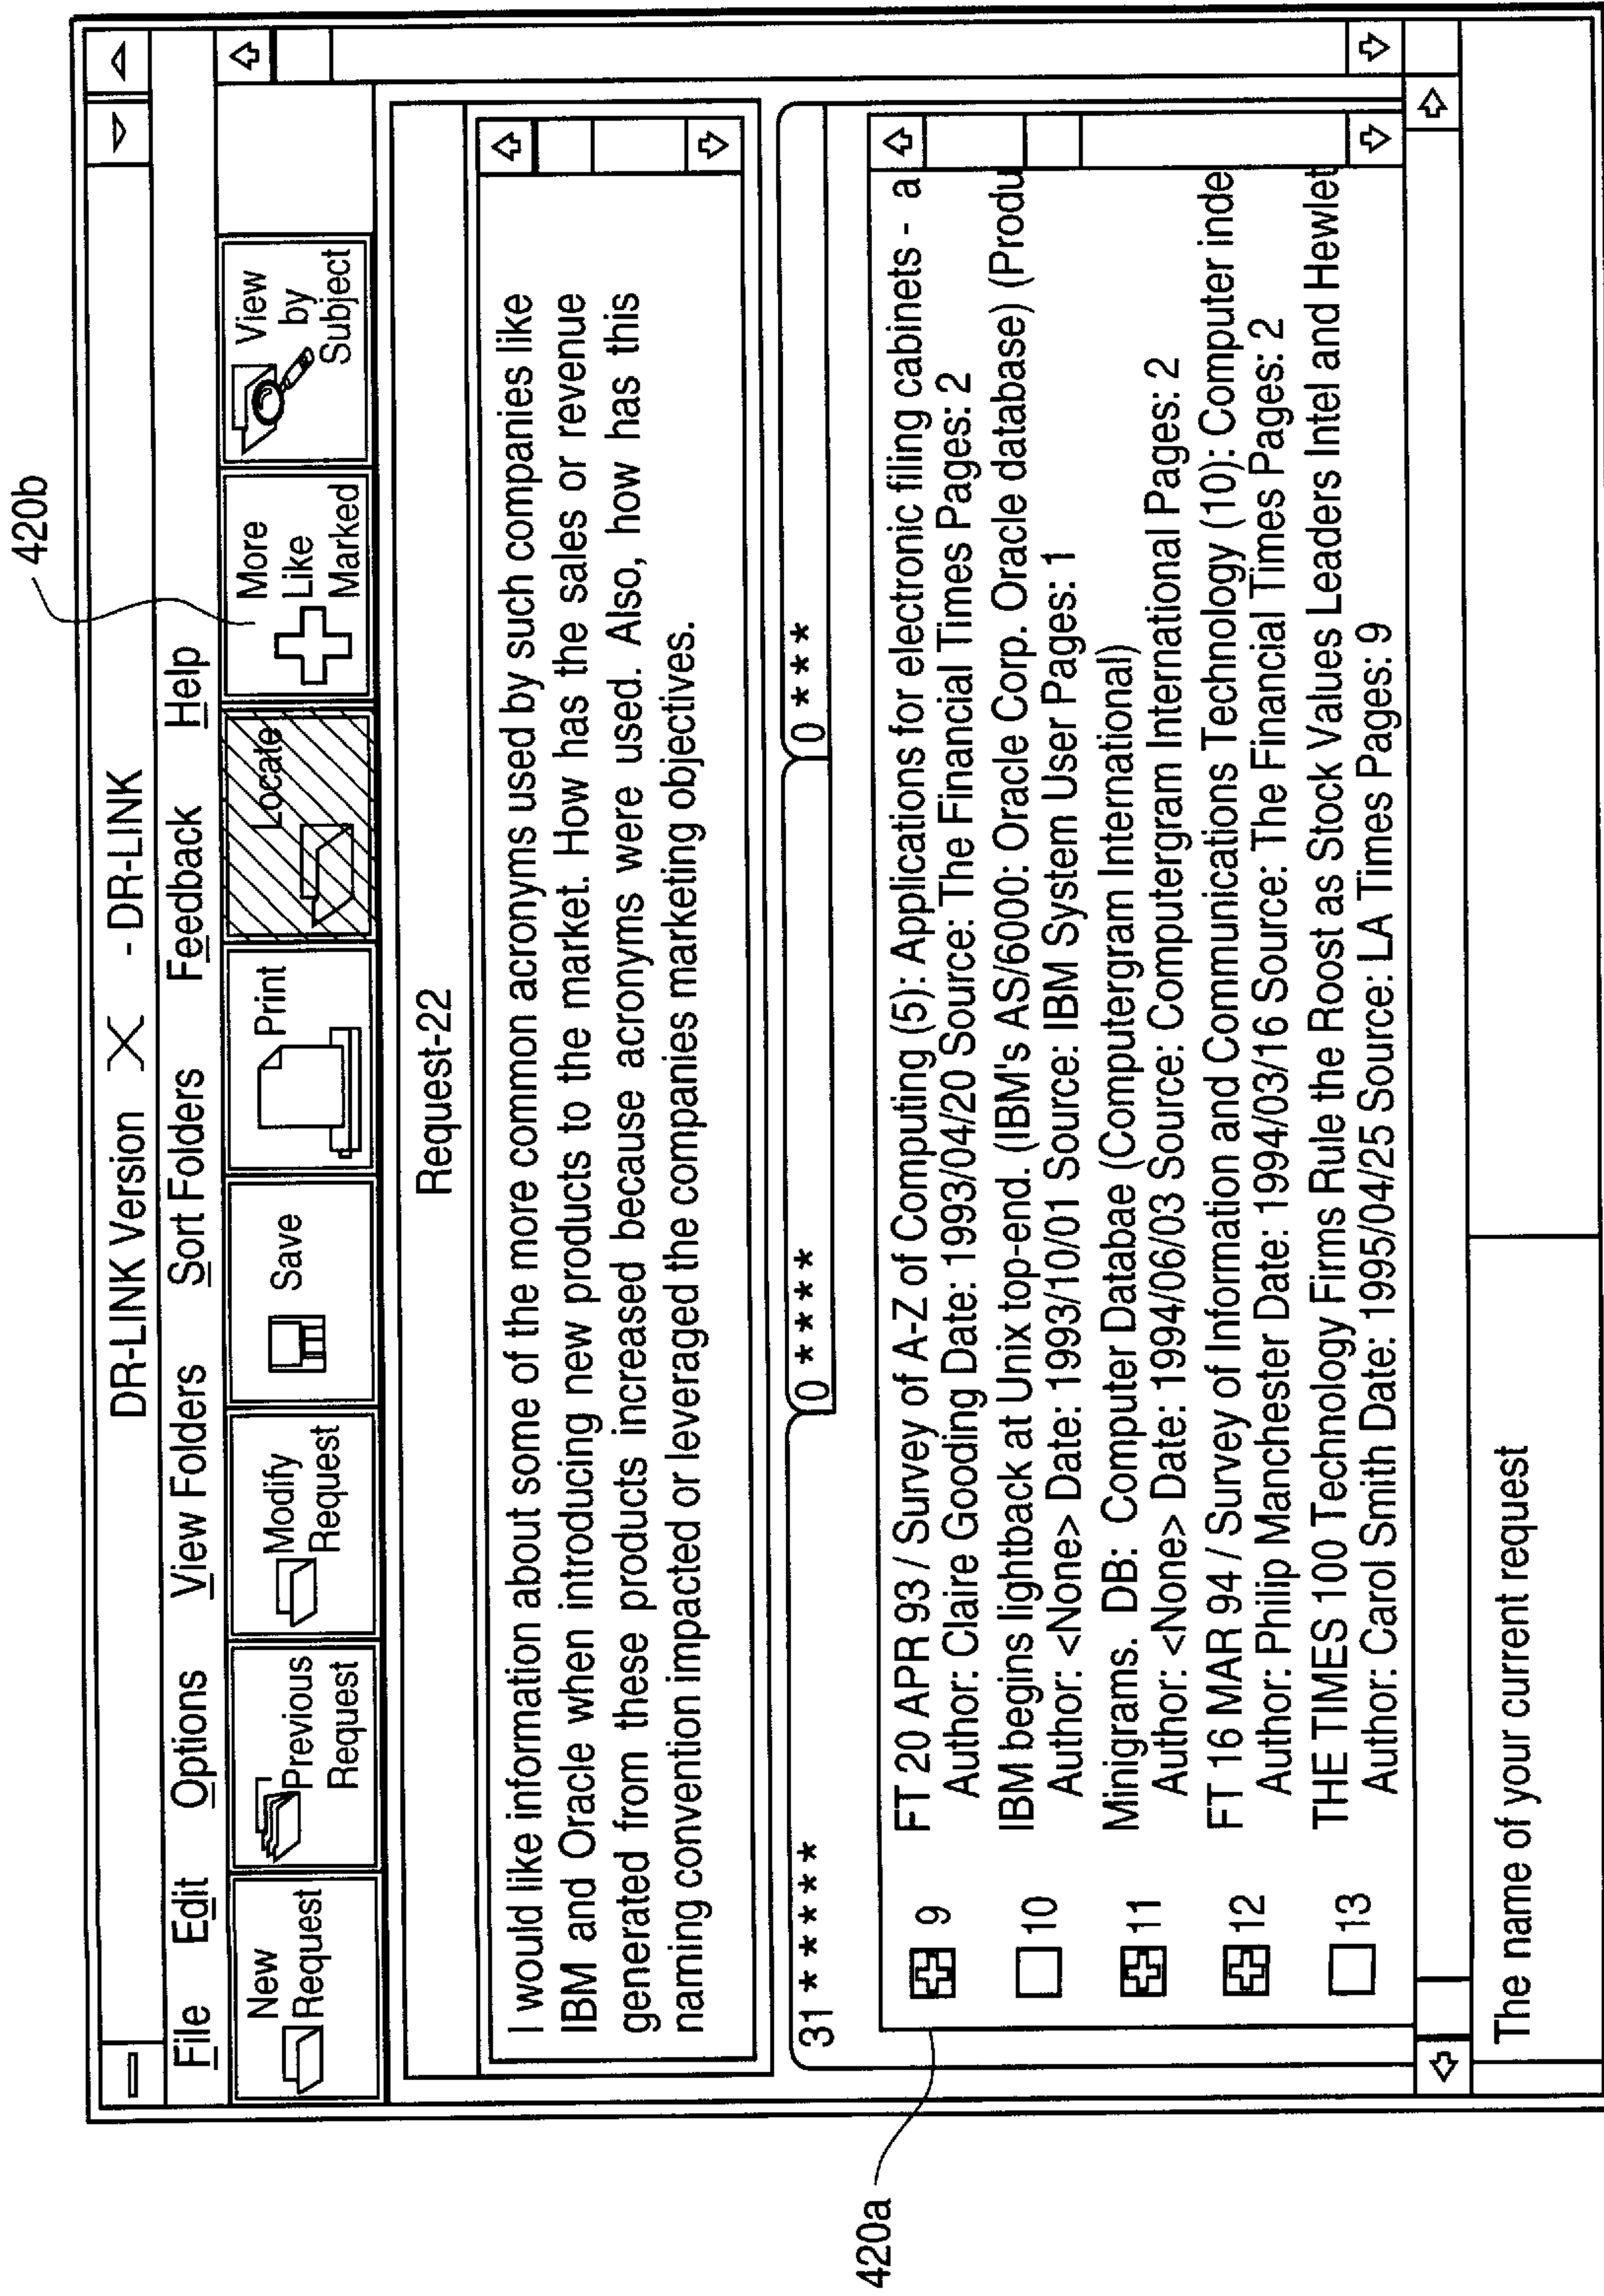 420b
DR-LINK Version X - DR-LINK
File Edit Options View Folders Sort Folders Feedback Help
New Request
Previous Request
Modify Request
Save
Print
Locate
More Like Marked
View by Subject
Request-22
I would like information about some of the more common acronyms used by such companies like
IBM and Oracle when introducing new products to the market. How has the sales or revenue
generated from these products increased because acronyms were used. Also, how has this
naming convention impacted or leveraged the companies marketing objectives.
31 ***** 0 **** 0 ***
420a
9 FT 20 APR 93 / Survey of A-Z of Computing (5): Applications for electronic filing cabinets - a
Author: Claire Gooding Date: 1993/04/20 Source: The Financial Times Pages: 2
10 IBM begins lightback at Unix top-end. (IBM's AS/6000: Oracle Corp. Oracle database) (Produ
Author: <None> Date: 1993/10/01 Source: IBM System User Pages: 1
11 Minigrams. DB: Computer Databae (Computergram International)
Author: <None> Date: 1994/06/03 Source: Computergram International Pages: 2
12 FT 16 MAR 94 / Survey of Information and Communications Technology (10): Computer inde
Author: Philip Manchester Date: 1994/03/16 Source: The Financial Times Pages: 2
13 THE TIMES 100 Technology Firms Rule the Roost as Stock Values Leaders Intel and Hewlet
Author: Carol Smith Date: 1995/04/25 Source: LA Times Pages: 9
The name of your current request